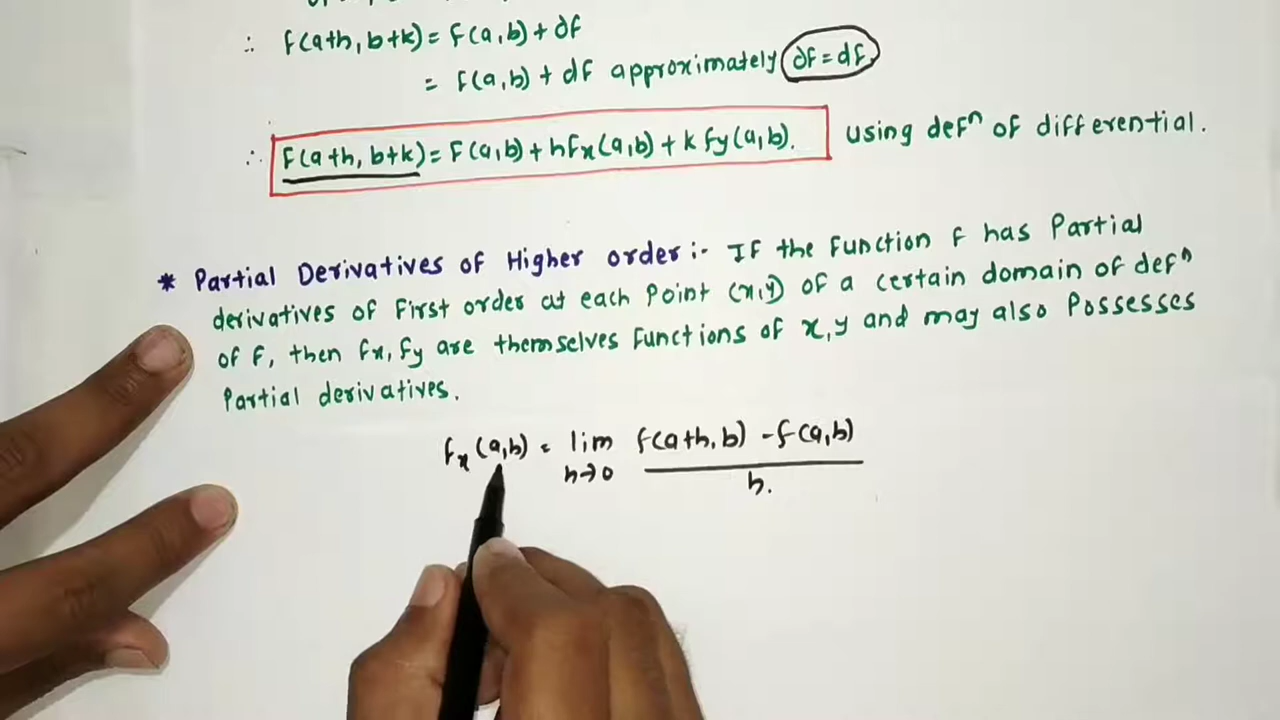 ∴ f(a+h, b+k) = f(a,b) + ∂f
= f(a,b) + df approximately ∂f = df.
∴ f(a+h, b+k) = f(a,b) + hfx(a,b) + k fy(a,b). using defⁿ of differential.
* Partial Derivatives of Higher order:- If the function f has Partial
derivatives of first order at each Point (x,y) of a certain domain of defⁿ
of f, then fx, fy are themselves functions of x,y and may also Possesses
Partial derivatives.
fx (a,b) = lim f(a+h, b) - f(a,b)
h→0 h.